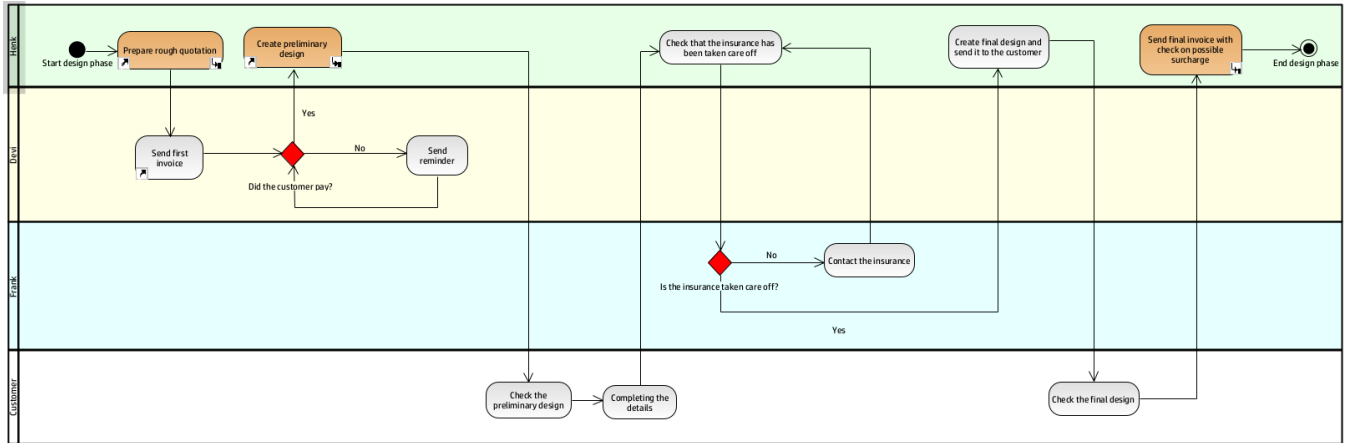 Henk
Start design phase
Prepare rough quotation
Create preliminary
design
Check that the insurance has
been taken care off
Create final design and
send it to the customer
Send final invoice with
check on possible
surcharge
End design phase
Devi
Send first
invoice
Yes
Did the customer pay?
No
Send
reminder
Frank
Is the insurance taken care off?
No
Contact the insurance
Yes
Customer
Check the
preliminary design
Completing the
details
Check the final design